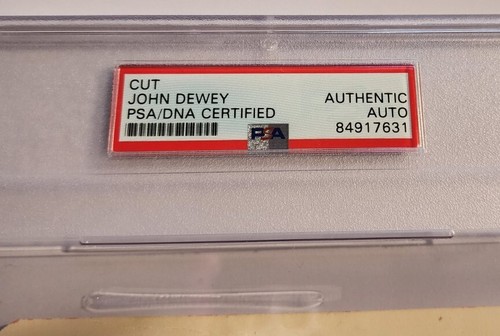 CUT
JOHN DEWEY
PSA/DNA CERTIFIED
AUTHENTIC
AUTO
84917631
PSA